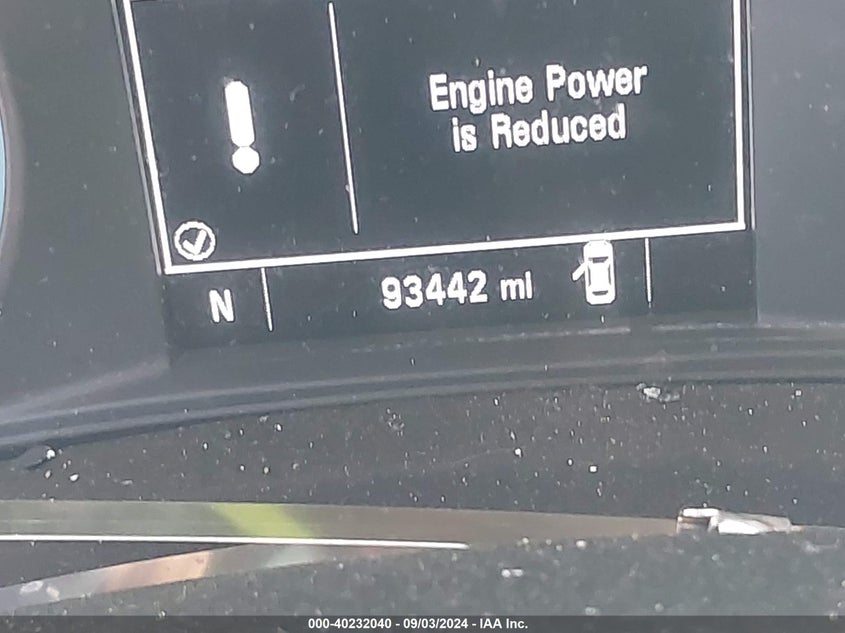 Engine Power
is Reduced
N
93442 mi
000-40232040 - 09/03/2024 - IAA Inc.